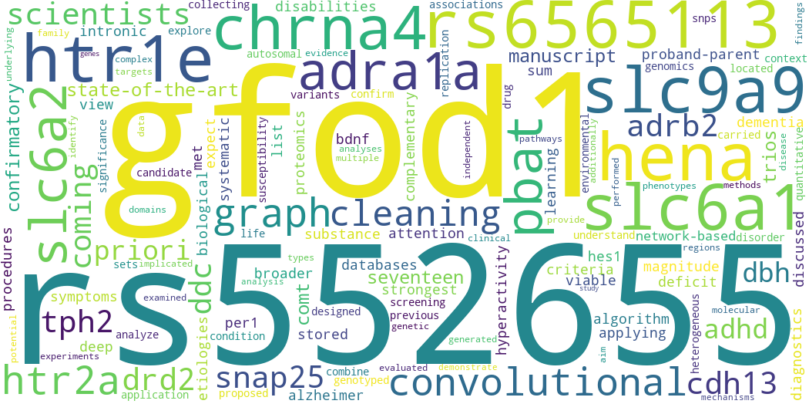 scientists
disabilities
collecting
associations
snps
findings
underlying
family
genes
intronic
explore
complex
targets
chrna4
rs6565113
autosomal
evidence
replication
htr1e
adra1a
manuscript
proband-parent
genomics
located
context
variants
confirm
sum
drug
state-of-the-art
view
slc9a9
confirmatory
slc6a2
identify
significance
gfod1
adrb2
dementia
carried
disease
candidate
met
expect
systematic
susceptibility
list
proteomics
bdnf
analyses
multiple
complementary
independent
pbat
pathways
learning
environmental
additionally
hena
trios
performed
phenotypes
methods
quantitative
data
domains
biological
coming
priori
graph
cleaning
slc6a1
provide
life
substance
attention
clinical
understand
network-based
disorder
discussed
procedures
sets
implicated
ddc
broader
types
databases
seventeen
hes1
criteria
magnitude
regions
dbh
rs552655
symptoms
examined
analysis
comt
strongest
hyperactivity
viable
deficit
tph2
analyze
per1
designed
screening
previous
algorithm
adhd
molecular
study
potential
deep
condition
stored
genetic
applying
heterogeneous
experiments
etiologies
generated
aim
diagnostics
htr2a
drd2
snap25
evaluated
demonstrate
convolutional
cdh13
application
proposed
genotyped
combine
alzheimer
mechanisms